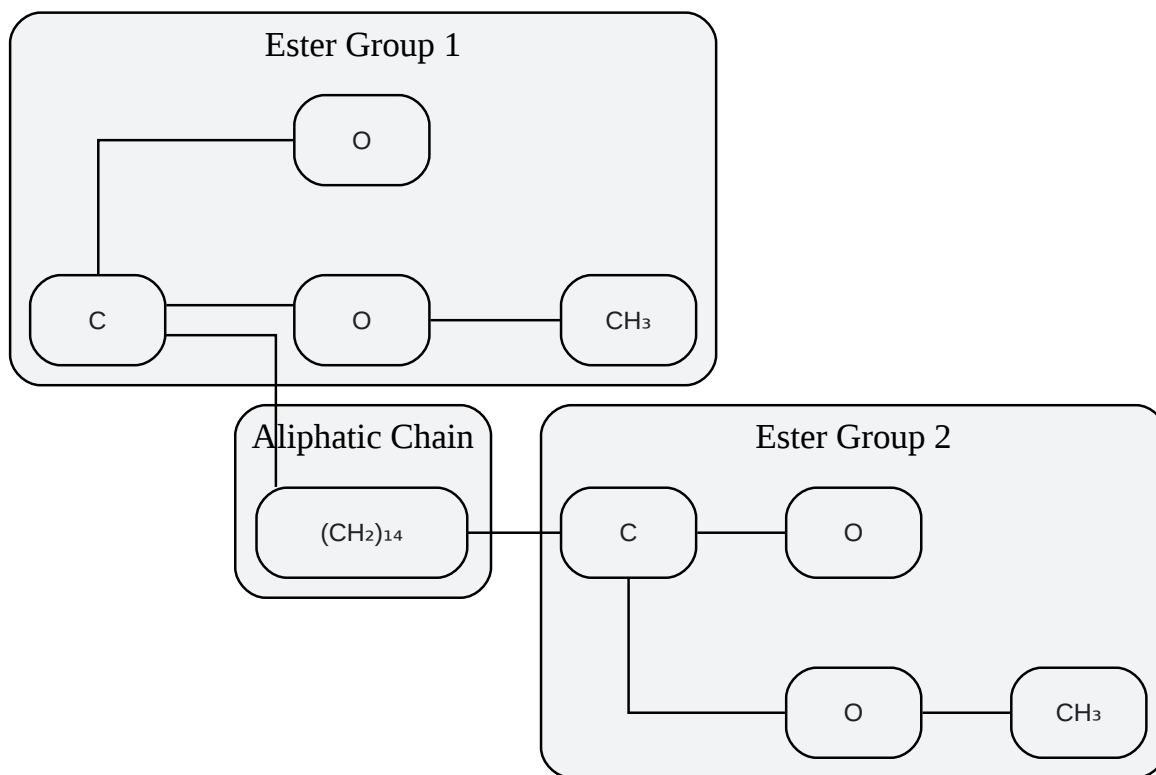 Ester Group 1
O
C
O
CH₃
Aliphatic Chain
(CH₂)₁₄
Ester Group 2
C
O
O
CH₃